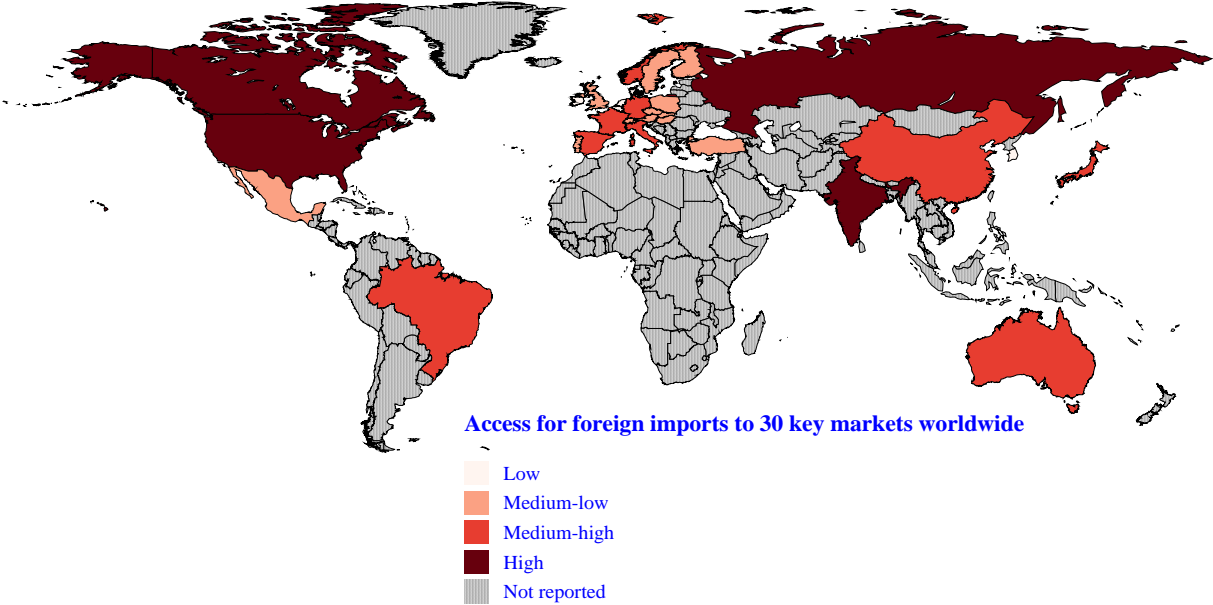 Access for foreign imports to 30 key markets worldwide
Low
Medium-low
Medium-high
High
Not reported